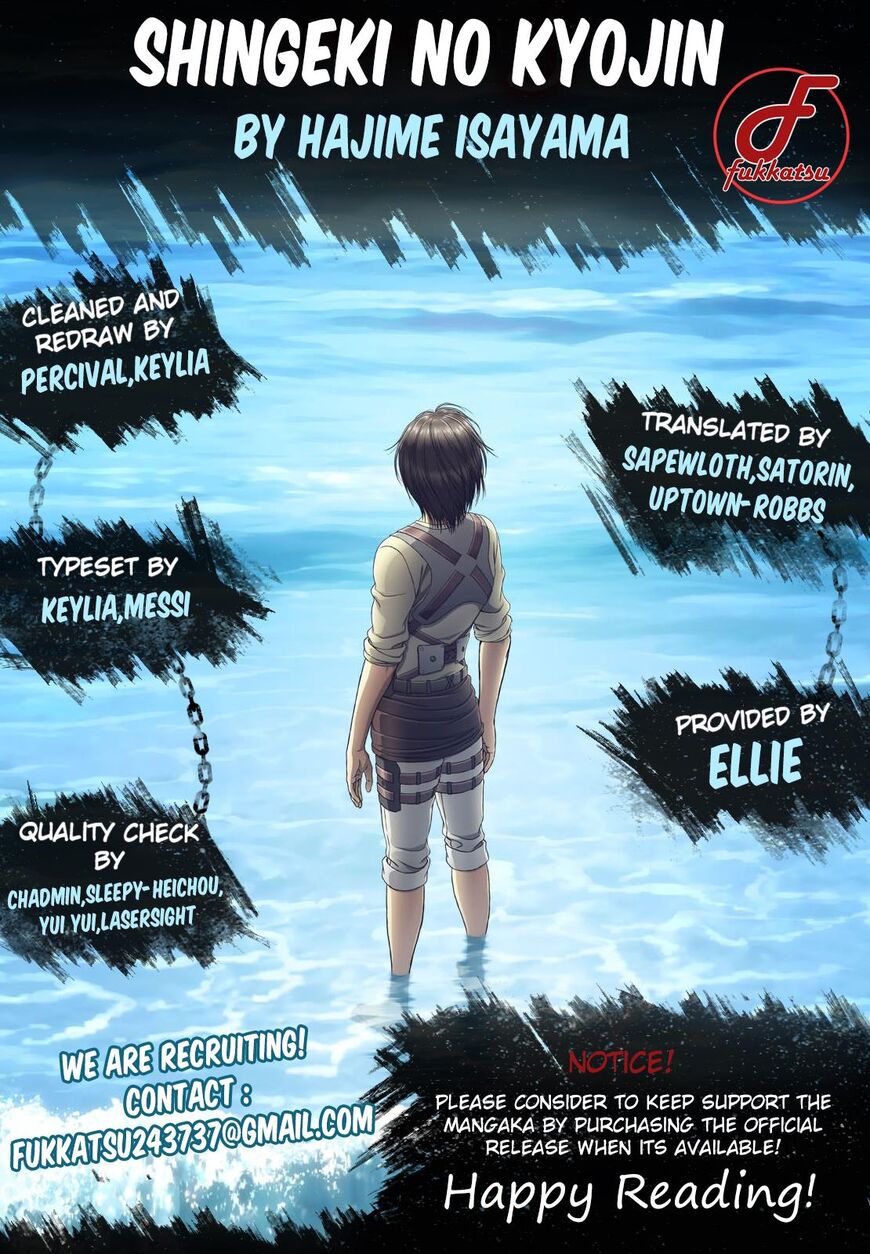 SHINGEKI NO KYOJIN
BY HAJIME ISAYAMA
F
fukkatsu
CLEANED AND
REDRAW BY
PERCIVAL,KEYLIA
TRANSLATED BY
SAPEWLOTH,SATORIN,
UPTOWN-ROBBS
TYPESET BY
KEYLIA,MESSI
PROVIDED BY
ELLIE
QUALITY CHECK
BY
CHADMIN,SLEEPY-HEICHOU,
YUI YUI,LASERSIGHT
WE ARE RECRUITING!
CONTACT :
FUKKATSU243737@GMAIL.COM
NOTICE!
PLEASE CONSIDER TO KEEP SUPPORT THE
MANGAKA BY PURCHASING THE OFFICIAL
RELEASE WHEN ITS AVAILABLE!
Happy Reading!